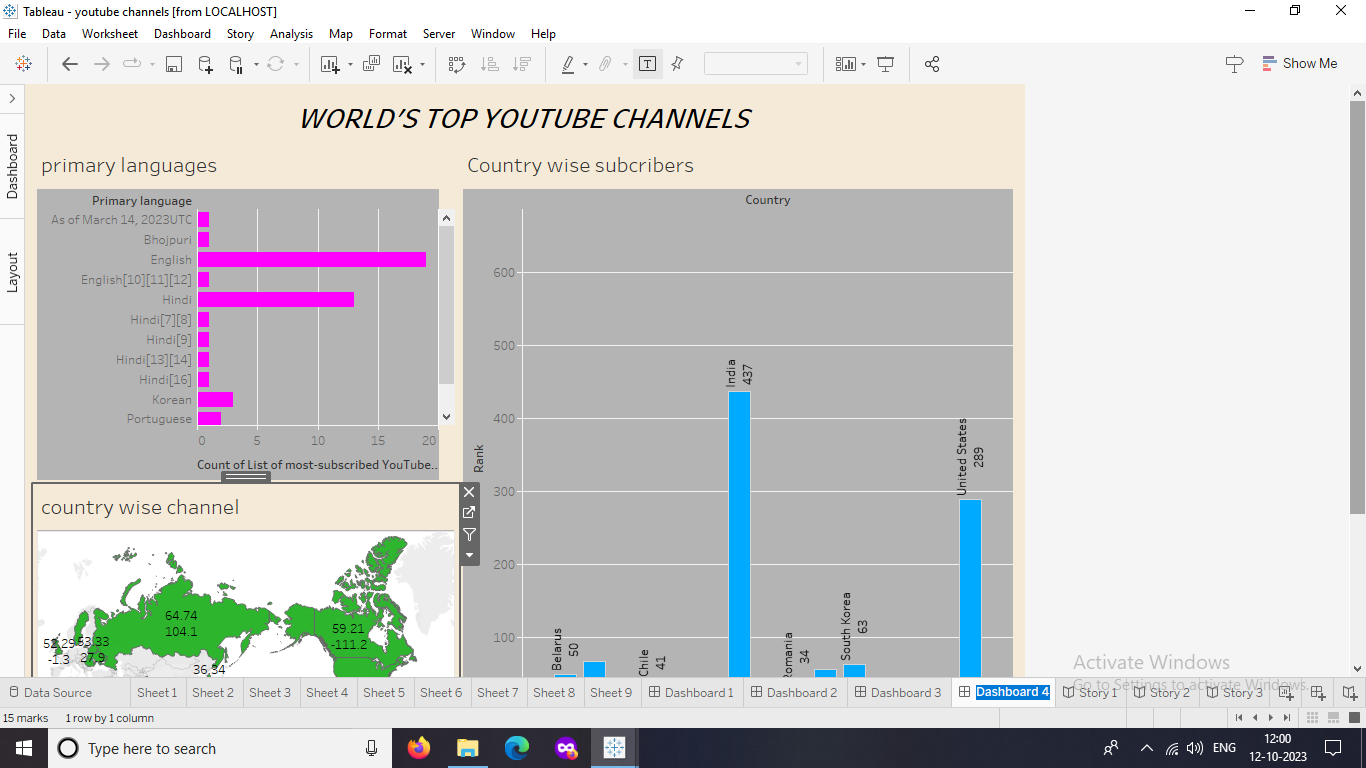 Tableau - youtube channels [from LOCALHOST]
File Data Worksheet Dashboard Story Analysis Map Format Server Window Help
Show Me
Dashboard
Layout
WORLD'S TOP YOUTUBE CHANNELS
primary languages
Primary language
As of March 14, 2023UTC
Bhojpuri
English
English[10][11][12]
Hindi
Hindi[7][8]
Hindi[9]
Hindi[13][14]
Hindi[16]
Korean
Portuguese
0 5 10 15 20
Count of List of most-subscribed YouTube..
Country wise subcribers
Country
Rank
600
500
400
300
200
100
Belarus
50
Chile
41
India
437
Romania
34
South Korea
63
United States
289
country wise channel
64.74
104.1
59.21
-111.2
53.33
27.9
-1.3
36.34
Activate Windows
Go to Settings to activate Windows.
Data Source Sheet 1 Sheet 2 Sheet 3 Sheet 4 Sheet 5 Sheet 6 Sheet 7 Sheet 8 Sheet 9 Dashboard 1 Dashboard 2 Dashboard 3 Dashboard 4 Story 1 Story 2 Story 3
15 marks 1 row by 1 column
Type here to search
ENG
12:00
12-10-2023